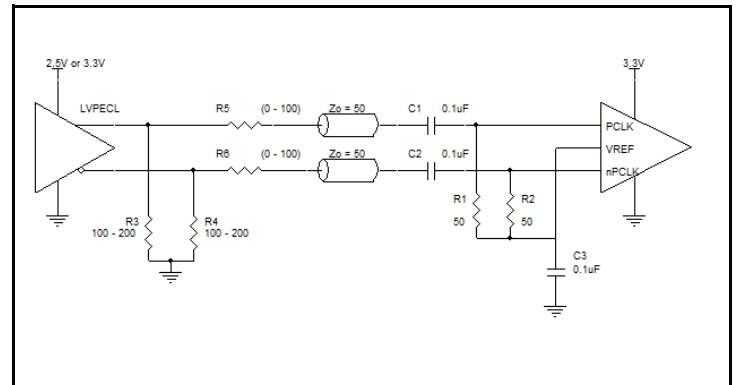 2.5V or 3.3V
3.3V
LVPECL
R5 (0 - 100) Zo = 50 C1 0.1uF
PCLK
R6 (0 - 100) Zo = 50 C2 0.1uF
VREF
nPCLK
R1 R2
50 50
R3 R4
100 - 200 100 - 200
C3
0.1uF